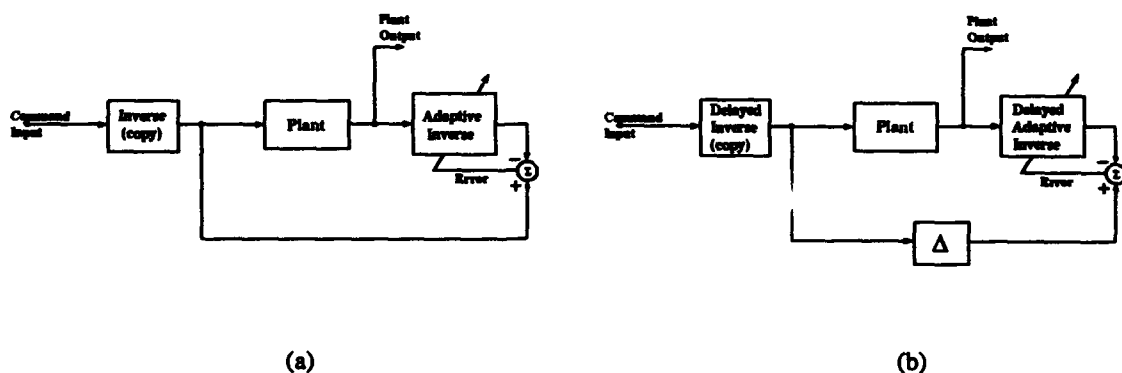 Plant
Output
Command
Input
Inverse
(copy)
Plant
Adaptive
Inverse
Error
−
+
Σ
(a)
Plant
Output
Command
Input
Delayed
Inverse
(copy)
Plant
Delayed
Adaptive
Inverse
Error
−
+
Σ
Δ
(b)